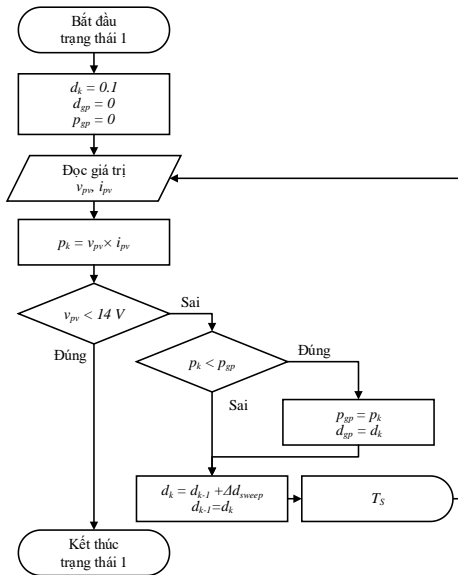 Bắt đầu
trạng thái 1
d_k = 0.1
d_gp = 0
p_gp = 0
Đọc giá trị
v_pv, i_pv
p_k = v_pv × i_pv
v_pv < 14 V
Sai
Đúng
p_k < p_gp
Đúng
Sai
p_gp = p_k
d_gp = d_k
d_k = d_k-1 +Δd_sweep
d_k-1=d_k
T_S
Kết thúc
trạng thái 1